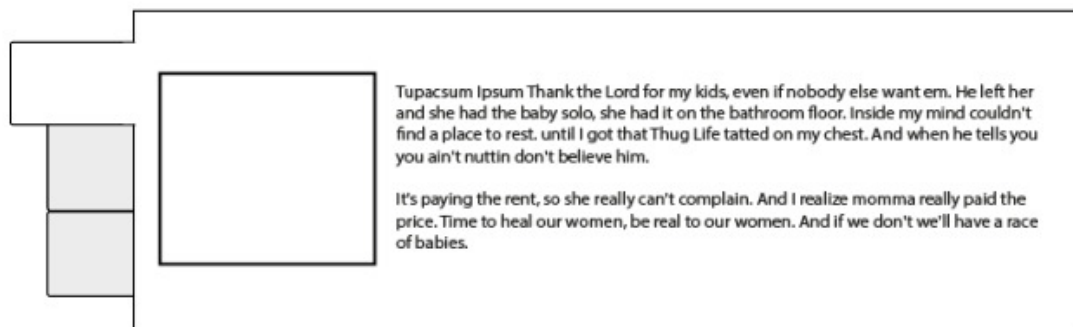 Tupacsum Ipsum Thank the Lord for my kids, even if nobody else want em. He left her
and she had the baby solo, she had it on the bathroom floor. Inside my mind couldn't
find a place to rest. until I got that Thug Life tatted on my chest. And when he tells you
you ain't nuttin don't believe him.

It's paying the rent, so she really can't complain. And I realize momma really paid the
price. Time to heal our women, be real to our women. And if we don't we'll have a race
of babies.